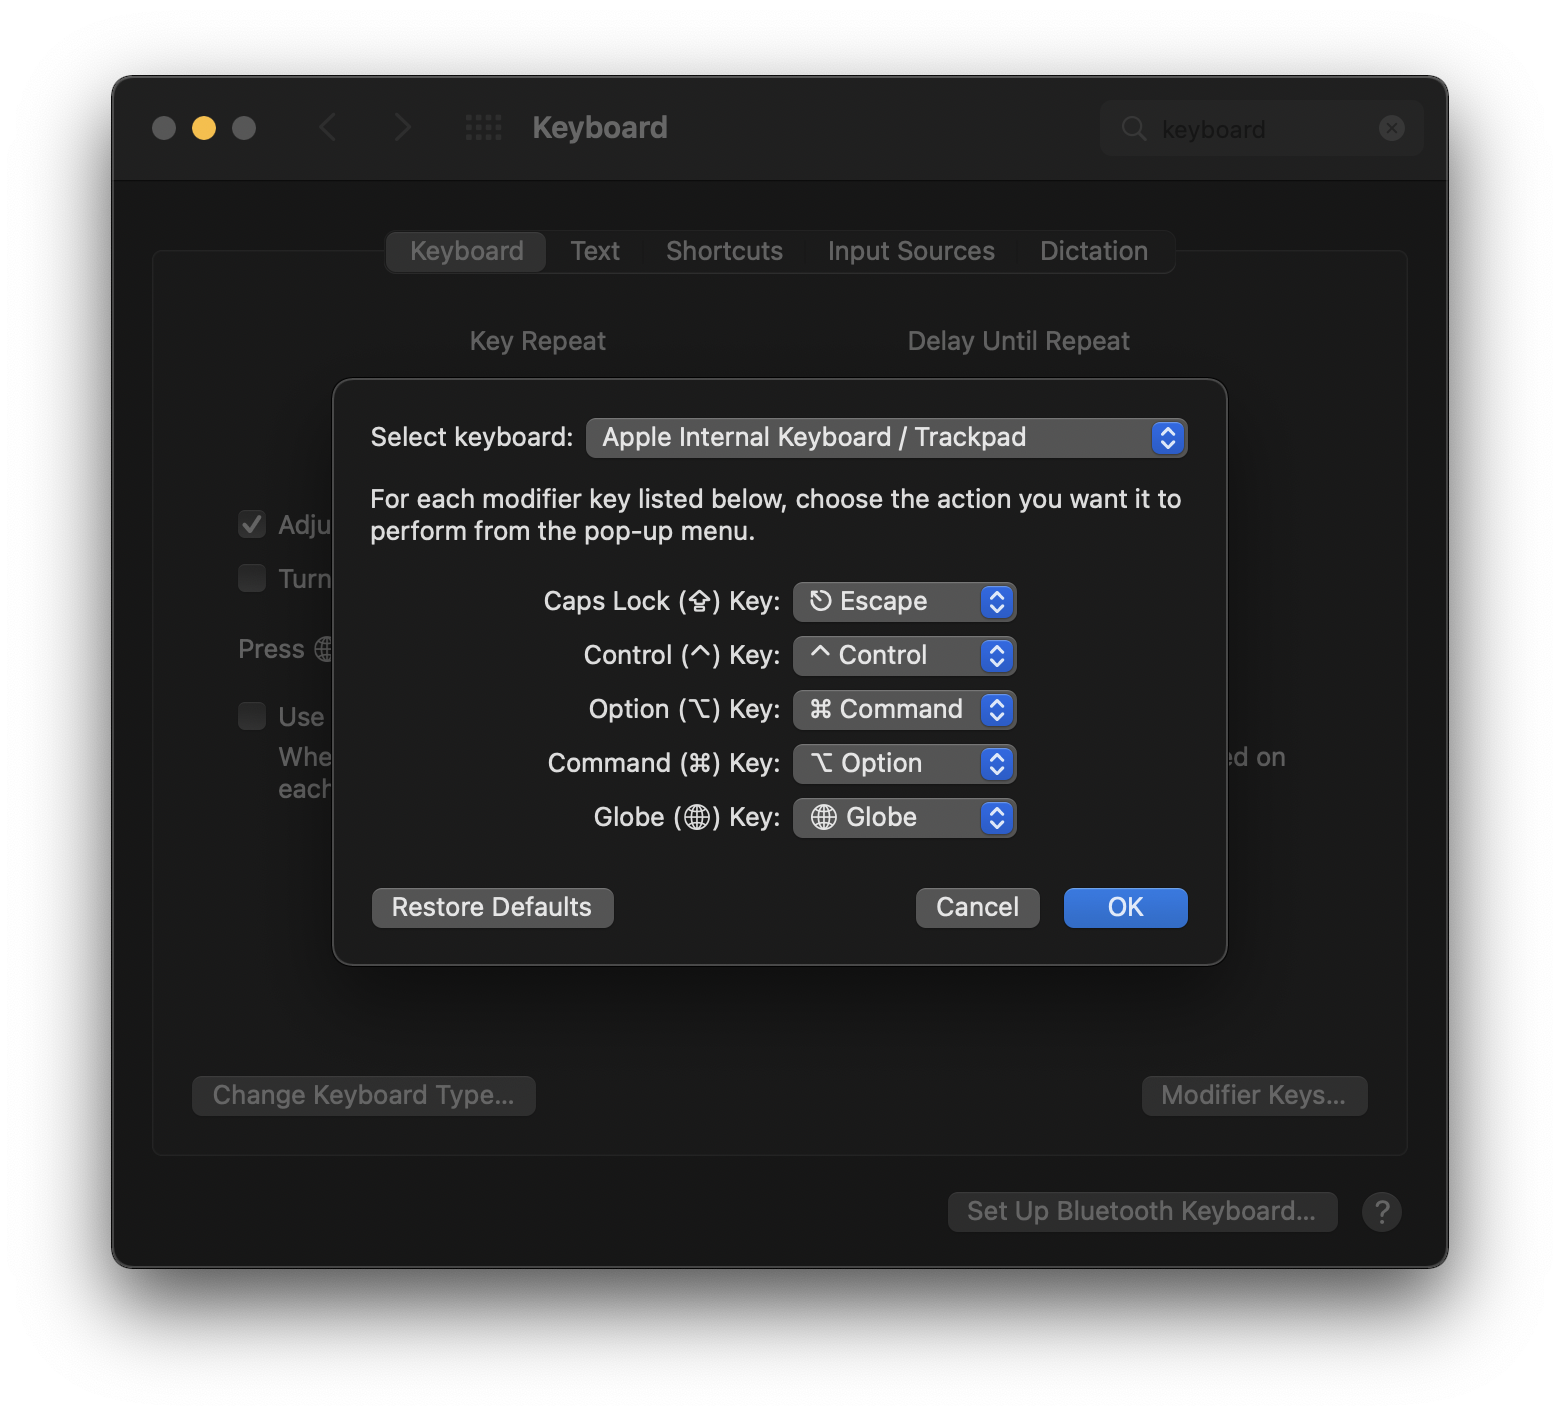 Keyboard
keyboard
Keyboard Text Shortcuts Input Sources Dictation
Key Repeat Delay Until Repeat
Select keyboard: Apple Internal Keyboard / Trackpad
For each modifier key listed below, choose the action you want it to
perform from the pop-up menu.
Caps Lock (⇪) Key: ⎋ Escape
Control (^) Key: ^ Control
Option (⌥) Key: ⌘ Command
Command (⌘) Key: ⌥ Option
Globe (🌐) Key: 🌐 Globe
Restore Defaults Cancel OK
Turn
Press
Use
each
on
Change Keyboard Type... Modifier Keys...
Set Up Bluetooth Keyboard... ?